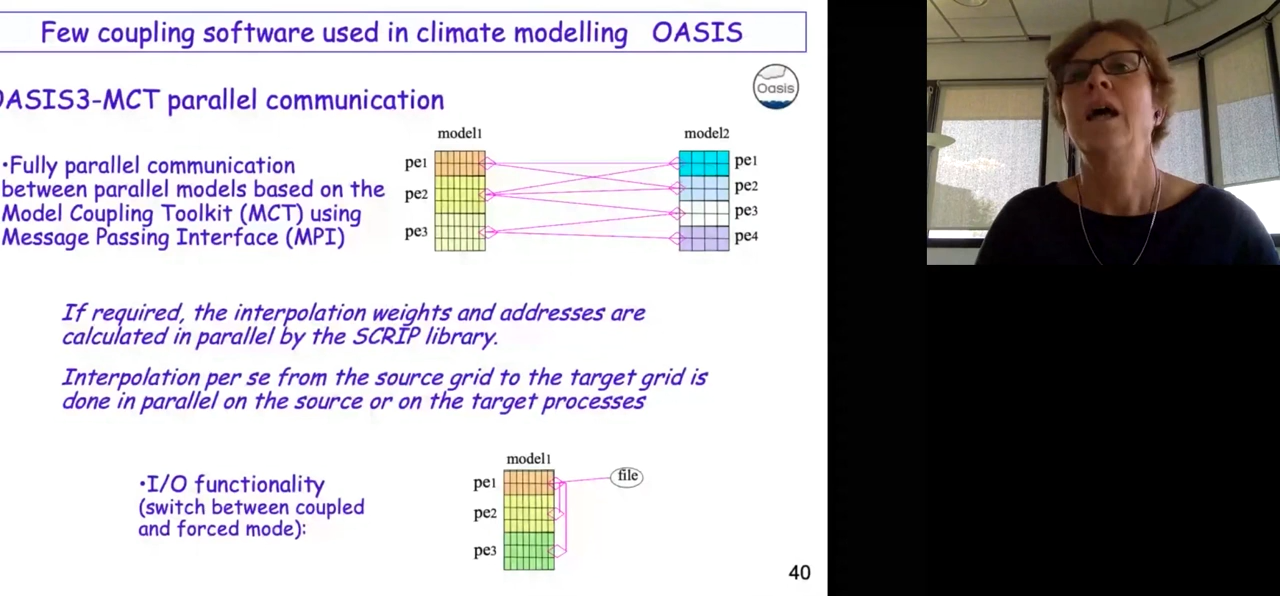 Few coupling software used in climate modelling OASIS
OASIS3-MCT parallel communication
Oasis
•Fully parallel communication
between parallel models based on the
Model Coupling Toolkit (MCT) using
Message Passing Interface (MPI)
model1
pe1
pe2
pe3
model2
pe1
pe2
pe3
pe4
If required, the interpolation weights and addresses are
calculated in parallel by the SCRIP library.
Interpolation per se from the source grid to the target grid is
done in parallel on the source or on the target processes
•I/O functionality
(switch between coupled
and forced mode):
model1
pe1
pe2
pe3
file
40